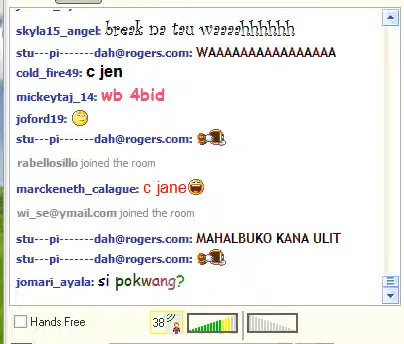 skyla15_angel: break na tau waaaahhhhhh
stu---pi-------dah@rogers.com: WAAAAAAAAAAAAAAA
cold_fire49: c jen
mickeytaj_14: wb 4bid
joford19:
stu---pi-------dah@rogers.com:
rabellosillo joined the room
marckeneth_calague: c jane
wi_se@ymail.com joined the room
stu---pi-------dah@rogers.com: MAHALBUKO KANA ULIT
stu---pi-------dah@rogers.com:
jomari_ayala: si pokwang?
Hands Free
38